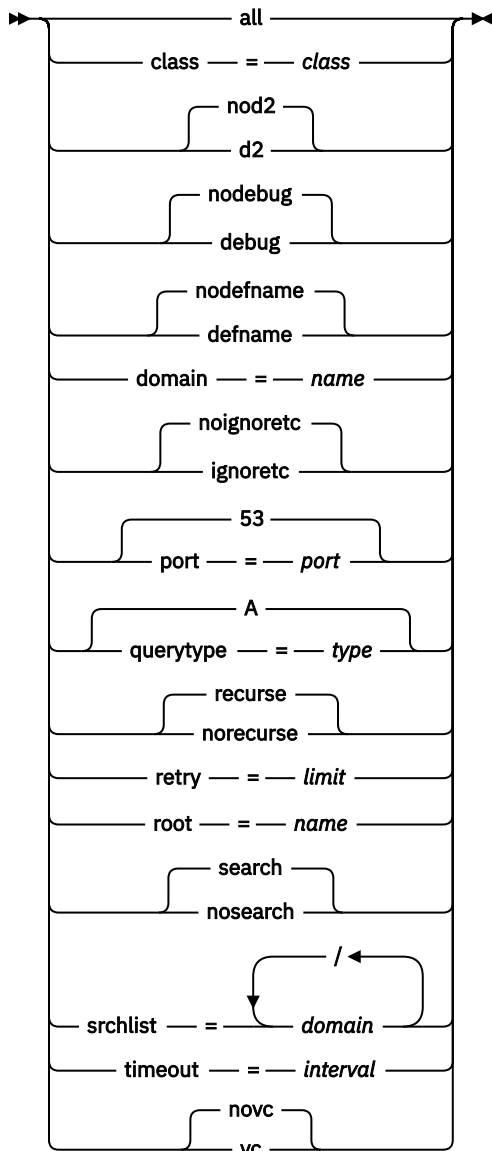 all
class = class
nod2
d2
nodebug
debug
nodefname
defname
domain = name
noignoretc
ignoretc
53
port = port
A
querytype = type
recurse
norecurse
retry = limit
root = name
search
nosearch
/
srchlist = domain
timeout = interval
novc
vc